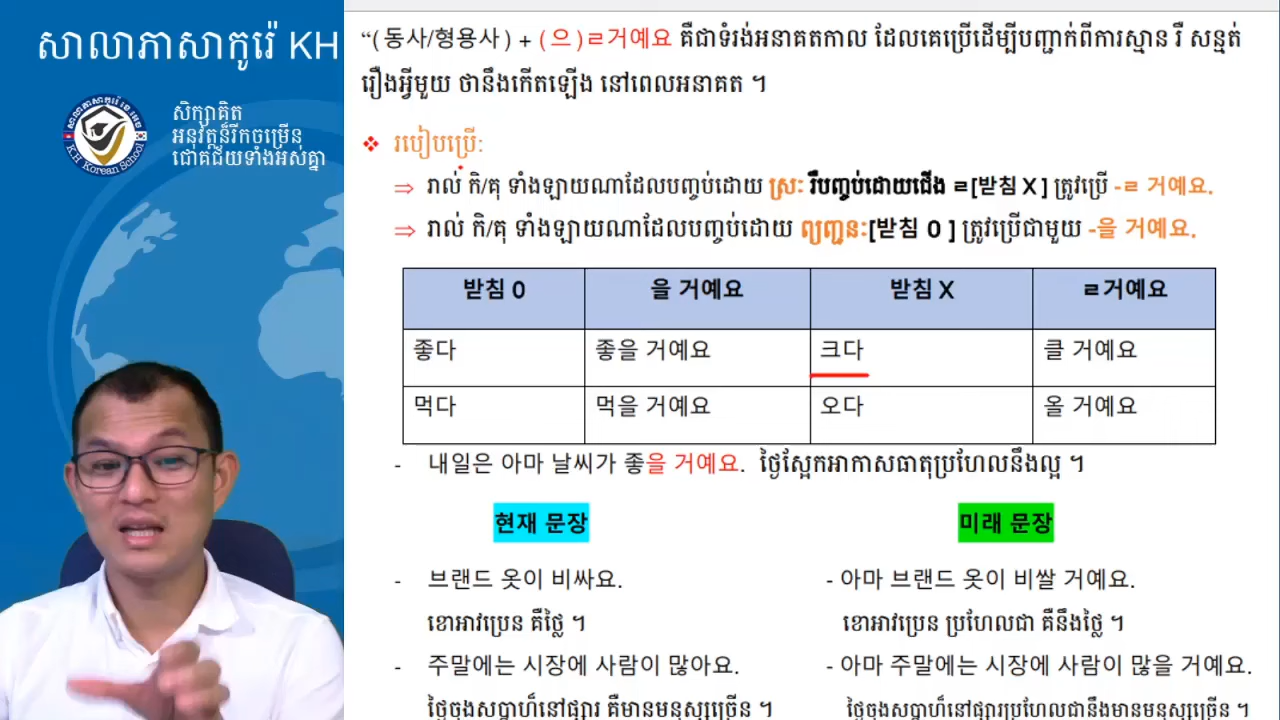 សាលាភាសាកូរ៉េ KH
សាលាភាសាកូរ៉េ ខេ អេច
K.H Korean School
សិក្សាគិត
អនុវត្តន៏រីកចម្រើន
ជោគជ័យទាំងអស់គ្នា
“(동사/형용사) + (으)ㄹ거예요 គឺជាទំរង់អនាគតកាល ដែលគេប្រើដើម្បីបញ្ជាក់ពីការស្មាន រឺ សន្មត់
រឿងអ្វីមួយ ថានឹងកើតឡើង នៅពេលអនាគត ។
❖ របៀបប្រើ:
⇒ រាល់ កិ/គុ ទាំងឡាយណាដែលបញ្ចប់ដោយ ស្រៈ រឺបញ្ចប់ដោយជើង ㄹ[받침 X] ត្រូវប្រើ -ㄹ 거예요.
⇒ រាល់ កិ/គុ ទាំងឡាយណាដែលបញ្ចប់ដោយ ព្យញ្ជនៈ[받침 0 ] ត្រូវប្រើជាមួយ -을 거예요.
받침 0 을 거예요 받침 X ㄹ거예요
좋다 좋을 거예요 크다 클 거예요
먹다 먹을 거예요 오다 올 거예요
- 내일은 아마 날씨가 좋을 거예요. ថ្ងៃស្អែកអាកាសធាតុប្រហែលនឹងល្អ ។
현재 문장 미래 문장
- 브랜드 옷이 비싸요. - 아마 브랜드 옷이 비쌀 거예요.
ខោអាវប្រេន គឺថ្លៃ ។ ខោអាវប្រេន ប្រហែលជា គឺនឹងថ្លៃ ។
- 주말에는 시장에 사람이 많아요. - 아마 주말에는 시장에 사람이 많을 거예요.
ថ្ងៃចុងសប្តាហ៏នៅផ្សារ គឺមានមនុស្សច្រើន ។ ថ្ងៃចុងសប្តាហ៏នៅផ្សារប្រហែលជានឹងមានមនុស្សច្រើន ។